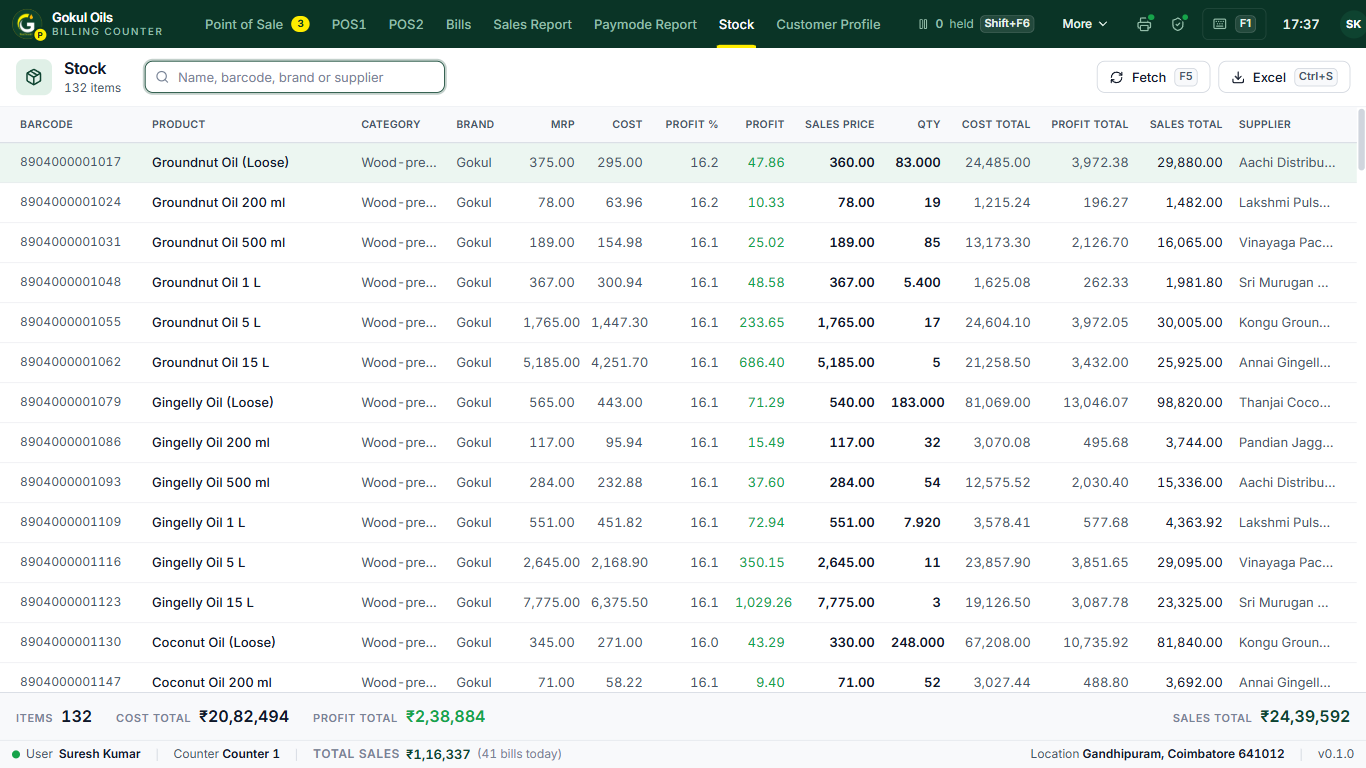 Gokul Oils
BILLING COUNTER
G
P
Point of Sale 3 POS1 POS2 Bills Sales Report Paymode Report Stock Customer Profile 0 held Shift+F6 More F1 17:37 SK
Stock
132 items
Name, barcode, brand or supplier
Fetch F5 Excel Ctrl+S
BARCODE PRODUCT CATEGORY BRAND MRP COST PROFIT % PROFIT SALES PRICE QTY COST TOTAL PROFIT TOTAL SALES TOTAL SUPPLIER
8904000001017 Groundnut Oil (Loose) Wood-pre... Gokul 375.00 295.00 16.2 47.86 360.00 83.000 24,485.00 3,972.38 29,880.00 Aachi Distribu...
8904000001024 Groundnut Oil 200 ml Wood-pre... Gokul 78.00 63.96 16.2 10.33 78.00 19 1,215.24 196.27 1,482.00 Lakshmi Puls...
8904000001031 Groundnut Oil 500 ml Wood-pre... Gokul 189.00 154.98 16.1 25.02 189.00 85 13,173.30 2,126.70 16,065.00 Vinayaga Pac...
8904000001048 Groundnut Oil 1 L Wood-pre... Gokul 367.00 300.94 16.1 48.58 367.00 5.400 1,625.08 262.33 1,981.80 Sri Murugan ...
8904000001055 Groundnut Oil 5 L Wood-pre... Gokul 1,765.00 1,447.30 16.1 233.65 1,765.00 17 24,604.10 3,972.05 30,005.00 Kongu Groun...
8904000001062 Groundnut Oil 15 L Wood-pre... Gokul 5,185.00 4,251.70 16.1 686.40 5,185.00 5 21,258.50 3,432.00 25,925.00 Annai Gingell...
8904000001079 Gingelly Oil (Loose) Wood-pre... Gokul 565.00 443.00 16.1 71.29 540.00 183.000 81,069.00 13,046.07 98,820.00 Thanjai Coco...
8904000001086 Gingelly Oil 200 ml Wood-pre... Gokul 117.00 95.94 16.1 15.49 117.00 32 3,070.08 495.68 3,744.00 Pandian Jagg...
8904000001093 Gingelly Oil 500 ml Wood-pre... Gokul 284.00 232.88 16.1 37.60 284.00 54 12,575.52 2,030.40 15,336.00 Aachi Distribu...
8904000001109 Gingelly Oil 1 L Wood-pre... Gokul 551.00 451.82 16.1 72.94 551.00 7.920 3,578.41 577.68 4,363.92 Lakshmi Puls...
8904000001116 Gingelly Oil 5 L Wood-pre... Gokul 2,645.00 2,168.90 16.1 350.15 2,645.00 11 23,857.90 3,851.65 29,095.00 Vinayaga Pac...
8904000001123 Gingelly Oil 15 L Wood-pre... Gokul 7,775.00 6,375.50 16.1 1,029.26 7,775.00 3 19,126.50 3,087.78 23,325.00 Sri Murugan ...
8904000001130 Coconut Oil (Loose) Wood-pre... Gokul 345.00 271.00 16.0 43.29 330.00 248.000 67,208.00 10,735.92 81,840.00 Kongu Groun...
8904000001147 Coconut Oil 200 ml Wood-pre... Gokul 71.00 58.22 16.1 9.40 71.00 52 3,027.44 488.80 3,692.00 Annai Gingell...
ITEMS 132 COST TOTAL ₹20,82,494 PROFIT TOTAL ₹2,38,884 SALES TOTAL ₹24,39,592
User Suresh Kumar Counter Counter 1 TOTAL SALES ₹1,16,337 (41 bills today) Location Gandhipuram, Coimbatore 641012 v0.1.0